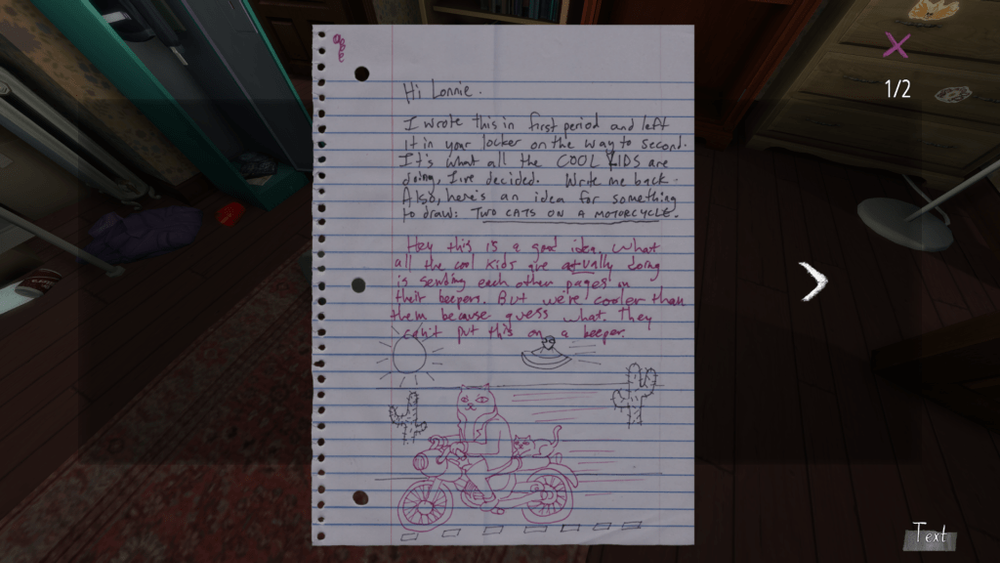 Hi Lonnie.
I wrote this in first period and left
it in your locker on the way to second.
It's what all the COOL KIDS are
doing, I've decided. Write me back.
Also, here's an idea for something
to draw: TWO CATS ON A MOTORCYCLE.
Hey this is a good idea. What
all the cool kids are actually doing
is sending each other pages on
their beepers. But we're cooler than
them because guess what. They
can't put this on a beeper.
1/2
Text